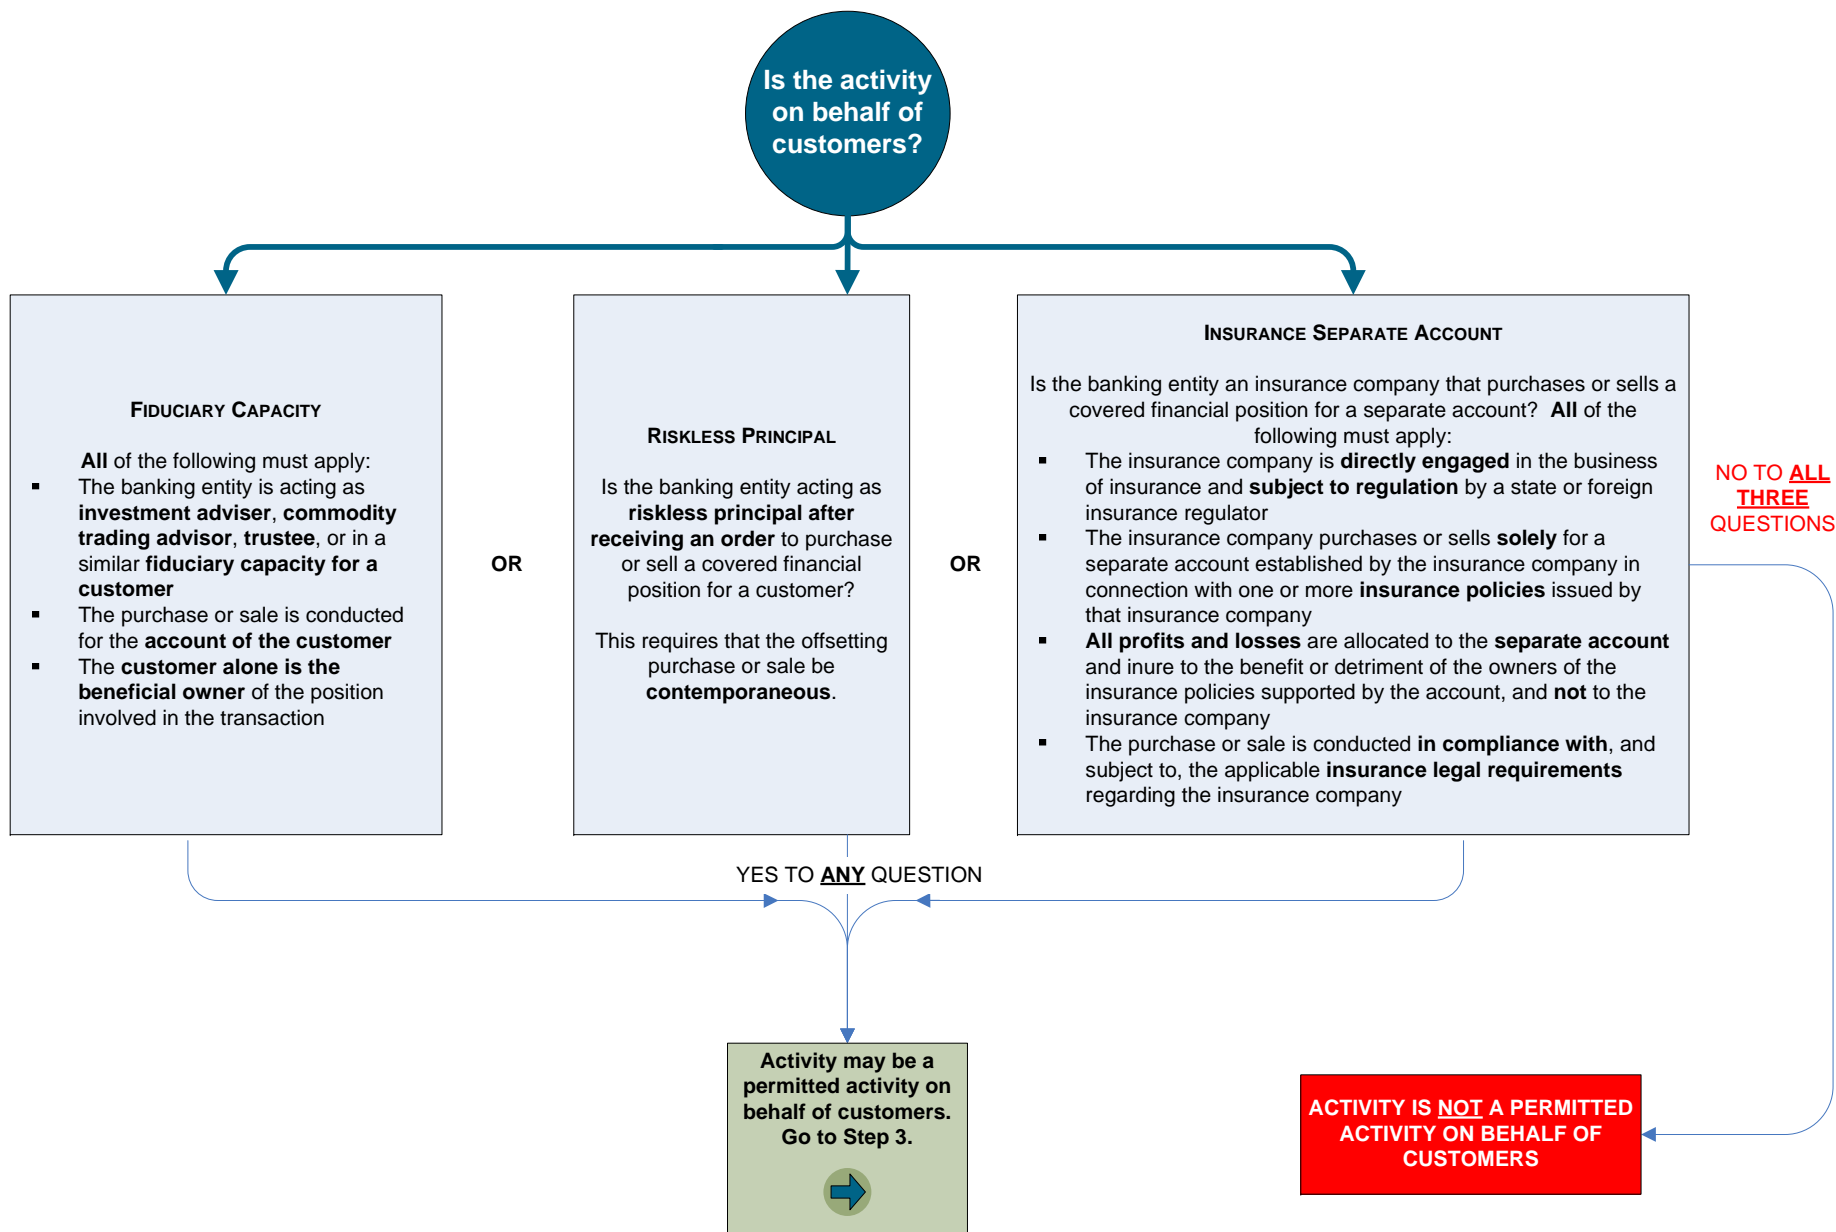 Is the activity
on behalf of
customers?
FIDUCIARY CAPACITY
All of the following must apply:
▪ The banking entity is acting as
investment adviser, commodity
trading advisor, trustee, or in a
similar fiduciary capacity for a
customer
▪ The purchase or sale is conducted
for the account of the customer
▪ The customer alone is the
beneficial owner of the position
involved in the transaction
OR
RISKLESS PRINCIPAL
Is the banking entity acting as
riskless principal after
receiving an order to purchase
or sell a covered financial
position for a customer?
This requires that the offsetting
purchase or sale be
contemporaneous.
OR
INSURANCE SEPARATE ACCOUNT
Is the banking entity an insurance company that purchases or sells a
covered financial position for a separate account? All of the
following must apply:
▪ The insurance company is directly engaged in the business
of insurance and subject to regulation by a state or foreign
insurance regulator
▪ The insurance company purchases or sells solely for a
separate account established by the insurance company in
connection with one or more insurance policies issued by
that insurance company
▪ All profits and losses are allocated to the separate account
and inure to the benefit or detriment of the owners of the
insurance policies supported by the account, and not to the
insurance company
▪ The purchase or sale is conducted in compliance with, and
subject to, the applicable insurance legal requirements
regarding the insurance company
NO TO ALL
THREE
QUESTIONS
YES TO ANY QUESTION
Activity may be a
permitted activity on
behalf of customers.
Go to Step 3.
ACTIVITY IS NOT A PERMITTED
ACTIVITY ON BEHALF OF
CUSTOMERS